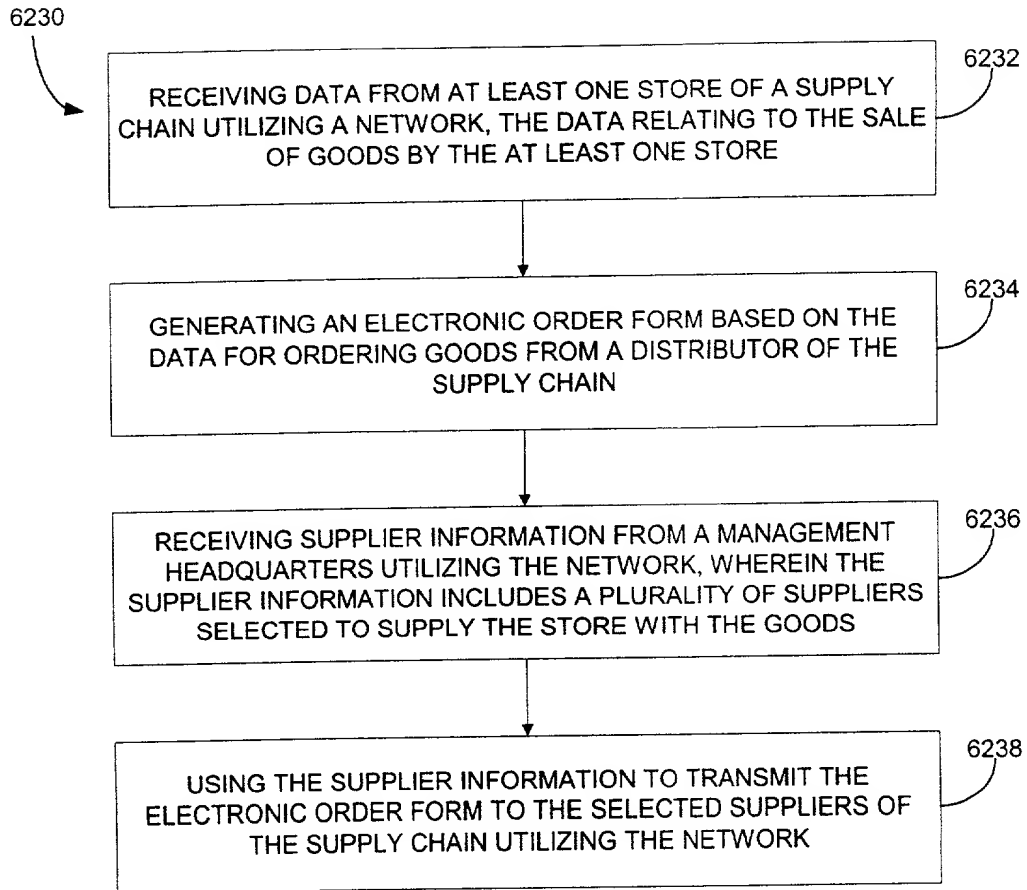 6230
6232
RECEIVING DATA FROM AT LEAST ONE STORE OF A SUPPLY
CHAIN UTILIZING A NETWORK, THE DATA RELATING TO THE SALE
OF GOODS BY THE AT LEAST ONE STORE
6234
GENERATING AN ELECTRONIC ORDER FORM BASED ON THE
DATA FOR ORDERING GOODS FROM A DISTRIBUTOR OF THE
SUPPLY CHAIN
6236
RECEIVING SUPPLIER INFORMATION FROM A MANAGEMENT
HEADQUARTERS UTILIZING THE NETWORK, WHEREIN THE
SUPPLIER INFORMATION INCLUDES A PLURALITY OF SUPPLIERS
SELECTED TO SUPPLY THE STORE WITH THE GOODS
6238
USING THE SUPPLIER INFORMATION TO TRANSMIT THE
ELECTRONIC ORDER FORM TO THE SELECTED SUPPLIERS OF
THE SUPPLY CHAIN UTILIZING THE NETWORK